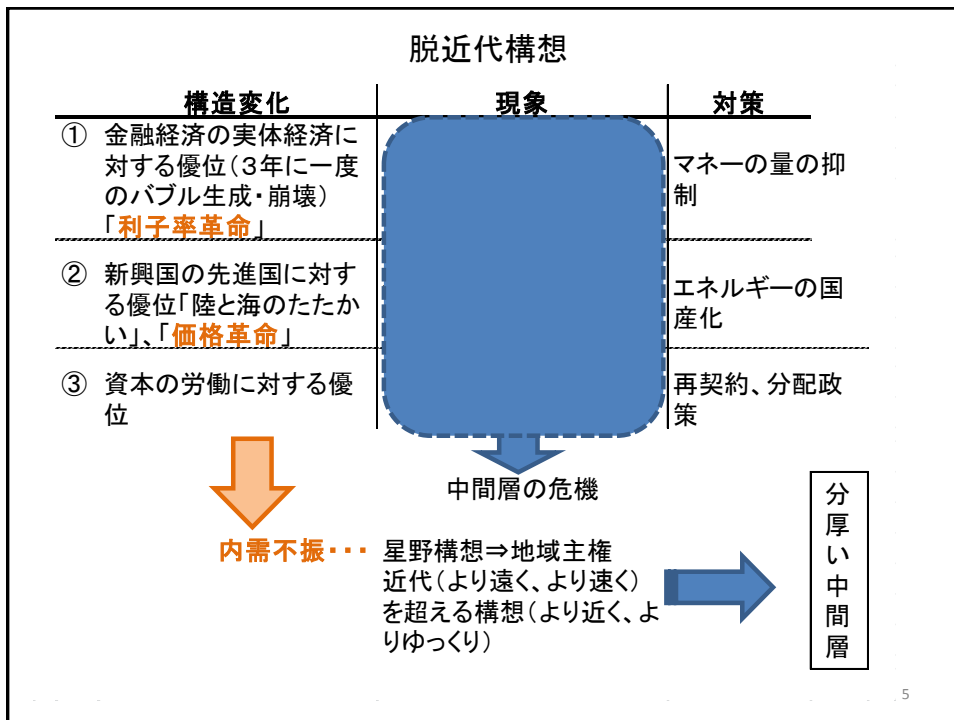 脱近代構想
構造変化
現象
対策
① 金融経済の実体経済に
対する優位(3年に一度
のバブル生成・崩壊)
「利子率革命」
マネーの量の抑
制
② 新興国の先進国に対す
る優位「陸と海のたたか
い」、「価格革命」
エネルギーの国
産化
③ 資本の労働に対する優
位
再契約、分配政
策
中間層の危機
内需不振・・・
星野構想⇒地域主権
近代(より遠く、より速く)
を超える構想(より近く、よ
りゆっくり)
分厚い中間層
5